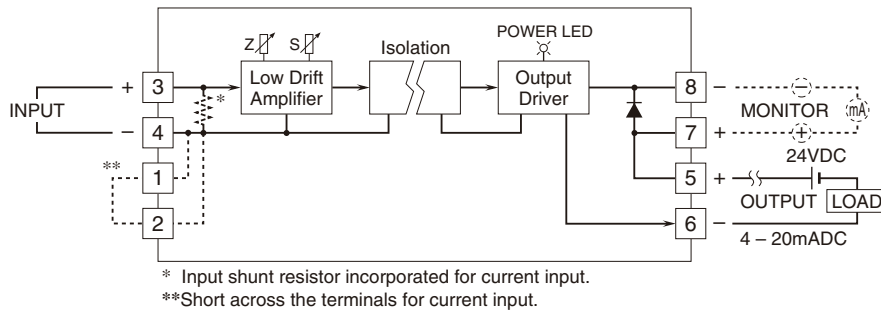 POWER LED
Z S Isolation
INPUT + 3 Low Drift Amplifier Output Driver 8 − MONITOR − mA
− 4 7 + +
** 1 24VDC
5 + OUTPUT LOAD
2 6 −
4 – 20mADC
*
* Input shunt resistor incorporated for current input.
**Short across the terminals for current input.